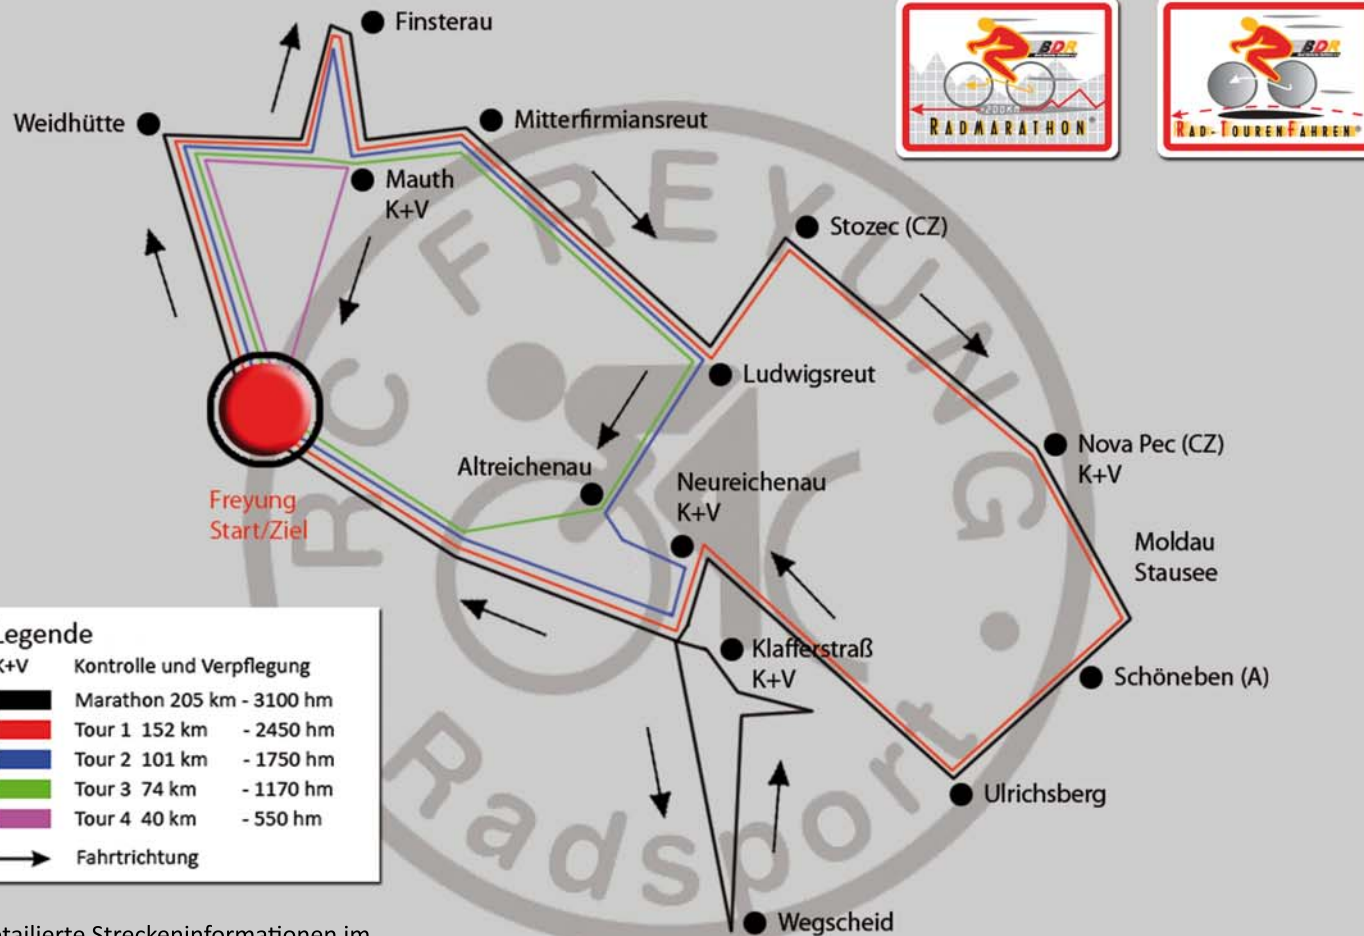 Finsterau
Weidhütte
Mitterfirmiansreut
Mauth
K+V
BDR
+200KM
RADMARATHON®
BDR
RAD-TOURENFAHREN®
Stozec (CZ)
Ludwigsreut
Nova Pec (CZ)
K+V
Altreichenau
Neureichenau
K+V
Freyung
Start/Ziel
Moldau
Stausee
Klafferstraß
K+V
Schöneben (A)
Ulrichsberg
Wegscheid
RC FREYUNG
Radsport
Legende
K+V Kontrolle und Verpflegung
Marathon 205 km - 3100 hm
Tour 1 152 km - 2450 hm
Tour 2 101 km - 1750 hm
Tour 3 74 km - 1170 hm
Tour 4 40 km - 550 hm
Fahrtrichtung
Streckeninformationen im